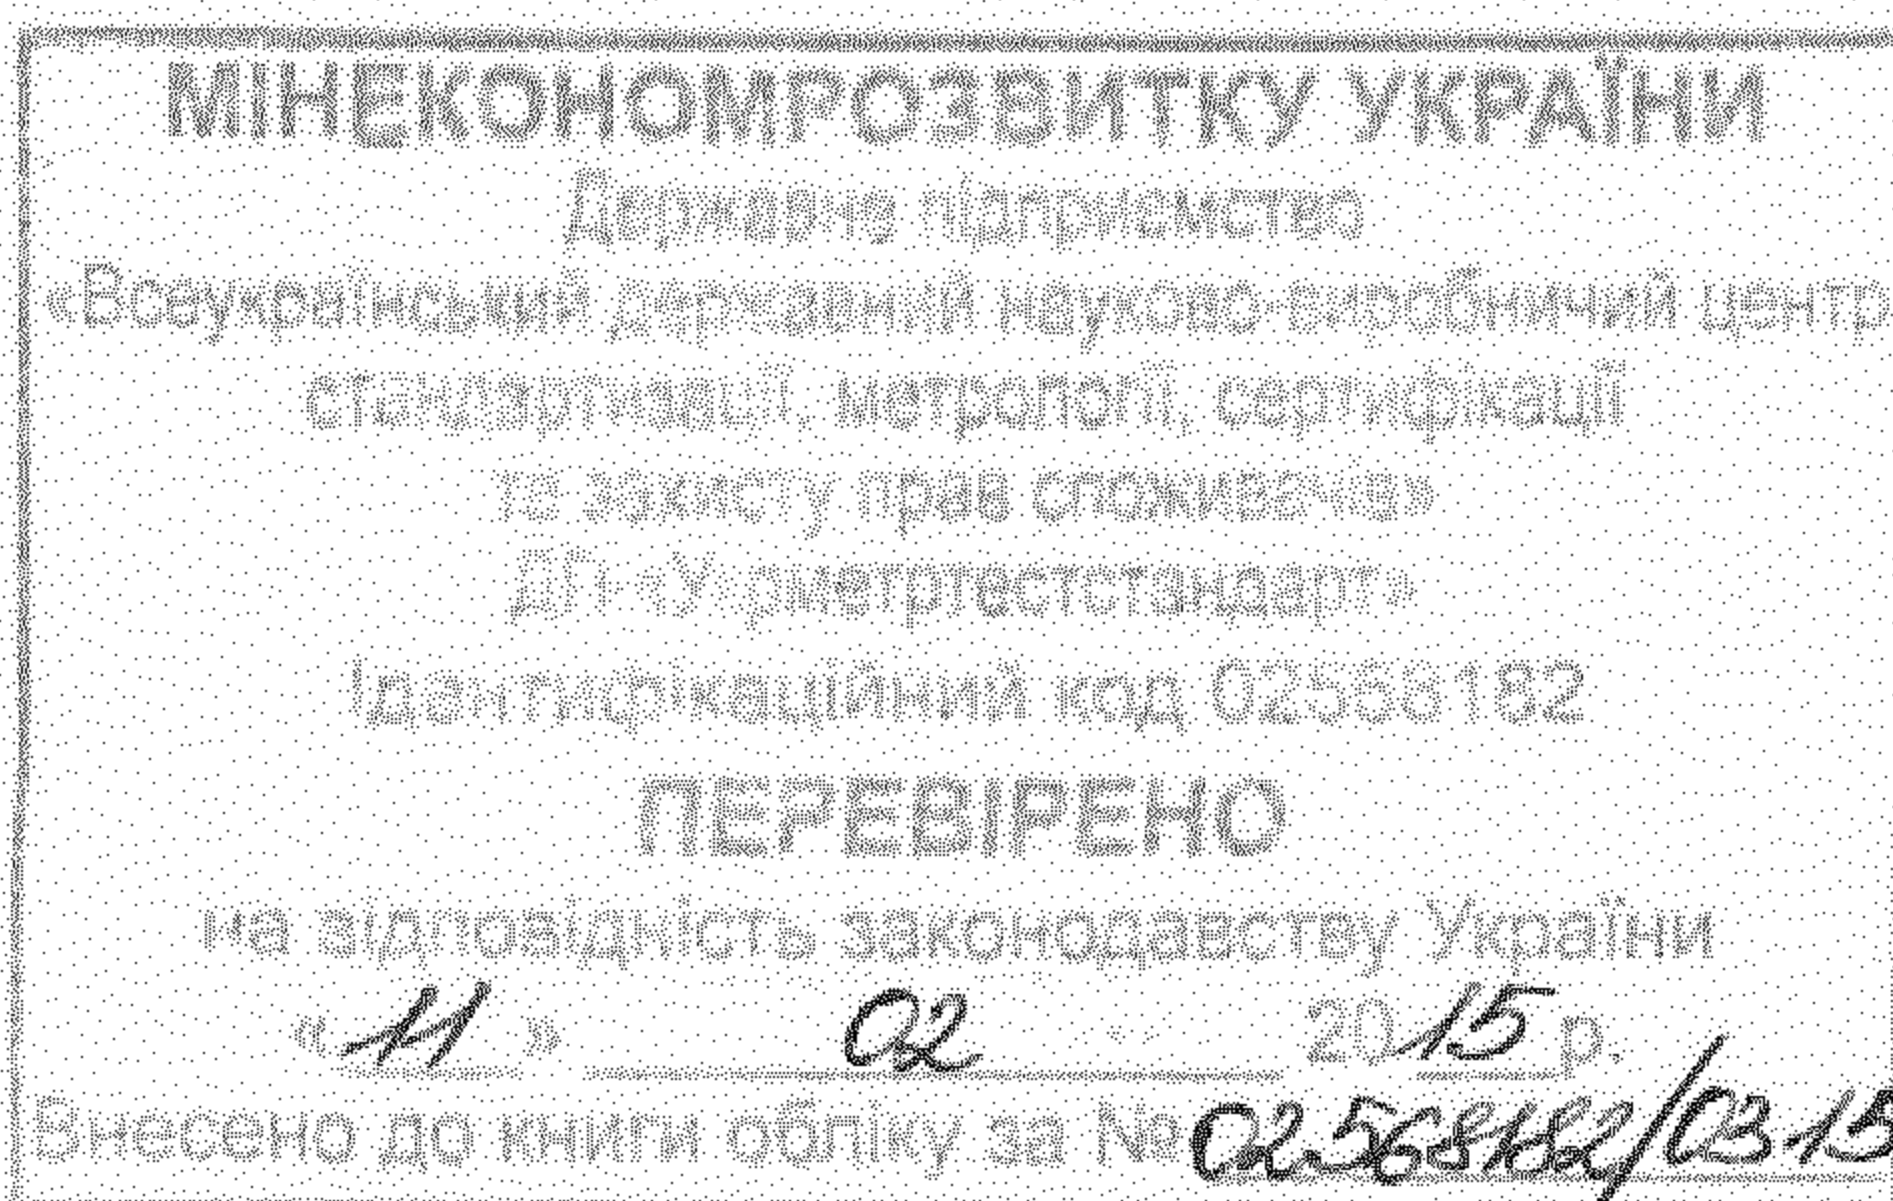 МІНЕКОНОМРОЗВИТКУ УКРАЇНИ
Державне підприємство
«Всеукраїнський державний науково-виробничий центр
стандартизації, метрології, сертифікації
та захисту прав споживачів»
ДП «Укрметртестстандарт»
Ідентифікаційний код 02568182
ПЕРЕВІРЕНО
на відповідність законодавству України
« 11 » 02 2015 р.
Внесено до книги обліку за № 02568182/03-15